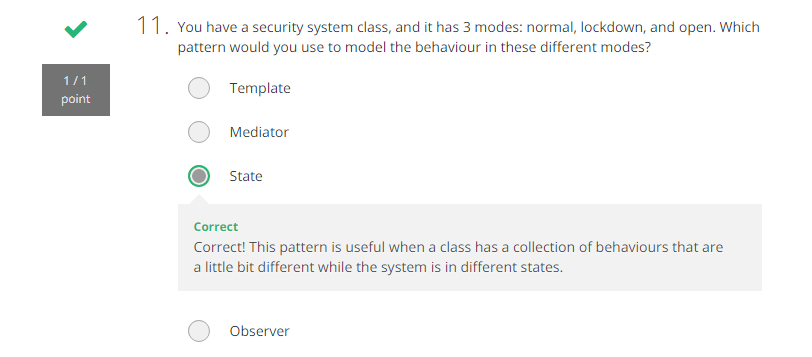 11. You have a security system class, and it has 3 modes: normal, lockdown, and open. Which
pattern would you use to model the behaviour in these different modes?
1 / 1
point
Template
Mediator
State
Correct
Correct! This pattern is useful when a class has a collection of behaviours that are
a little bit different while the system is in different states.
Observer